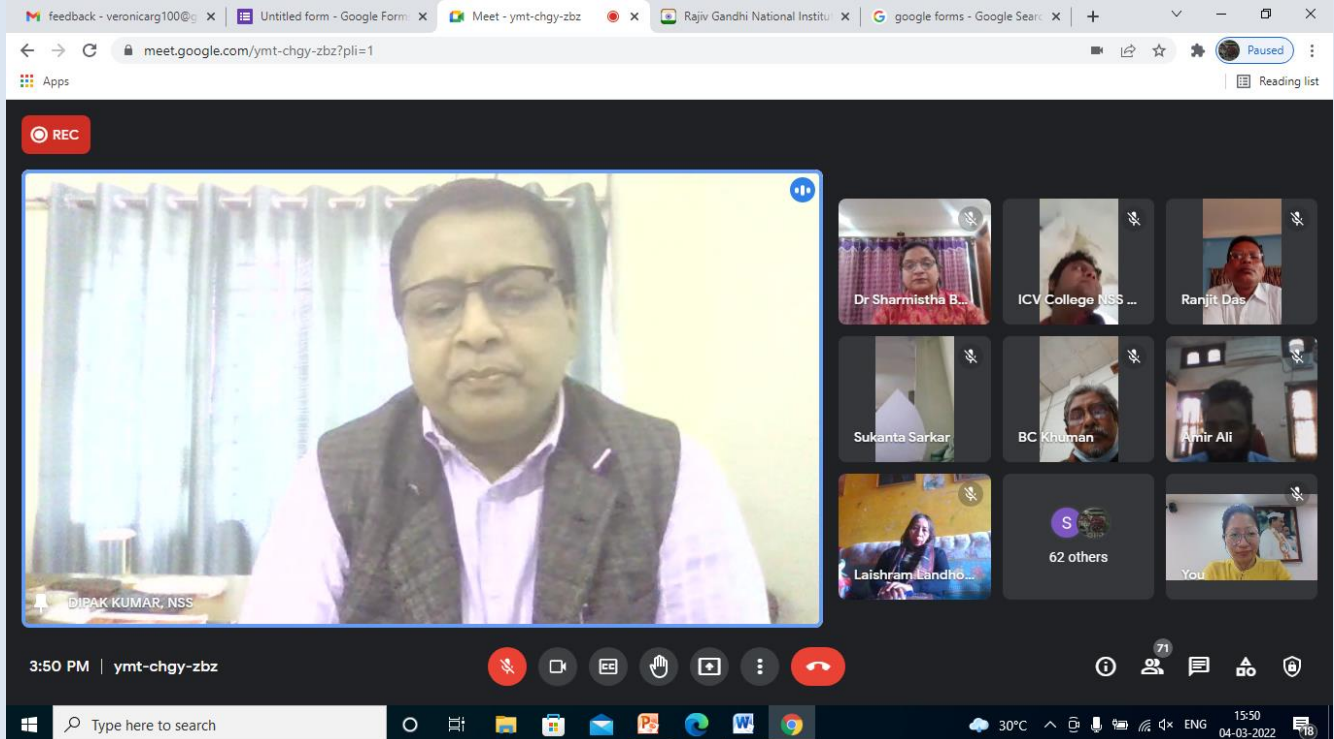 feedback - veronicarg100@g
Untitled form - Google Form
Meet - ymt-chgy-zbz
Rajiv Gandhi National Institu
google forms - Google Searc
meet.google.com/ymt-chgy-zbz?pli=1
Paused
Apps
Reading list
REC
DIPAK KUMAR, NSS
Dr Sharmistha B...
ICV College NSS ...
Ranjit Das
Sukanta Sarkar
BC Khuman
Amir Ali
Laishram Landho...
S
62 others
You
3:50 PM | ymt-chgy-zbz
CC
71
Type here to search
30°C
ENG
15:50
04-03-2022
18